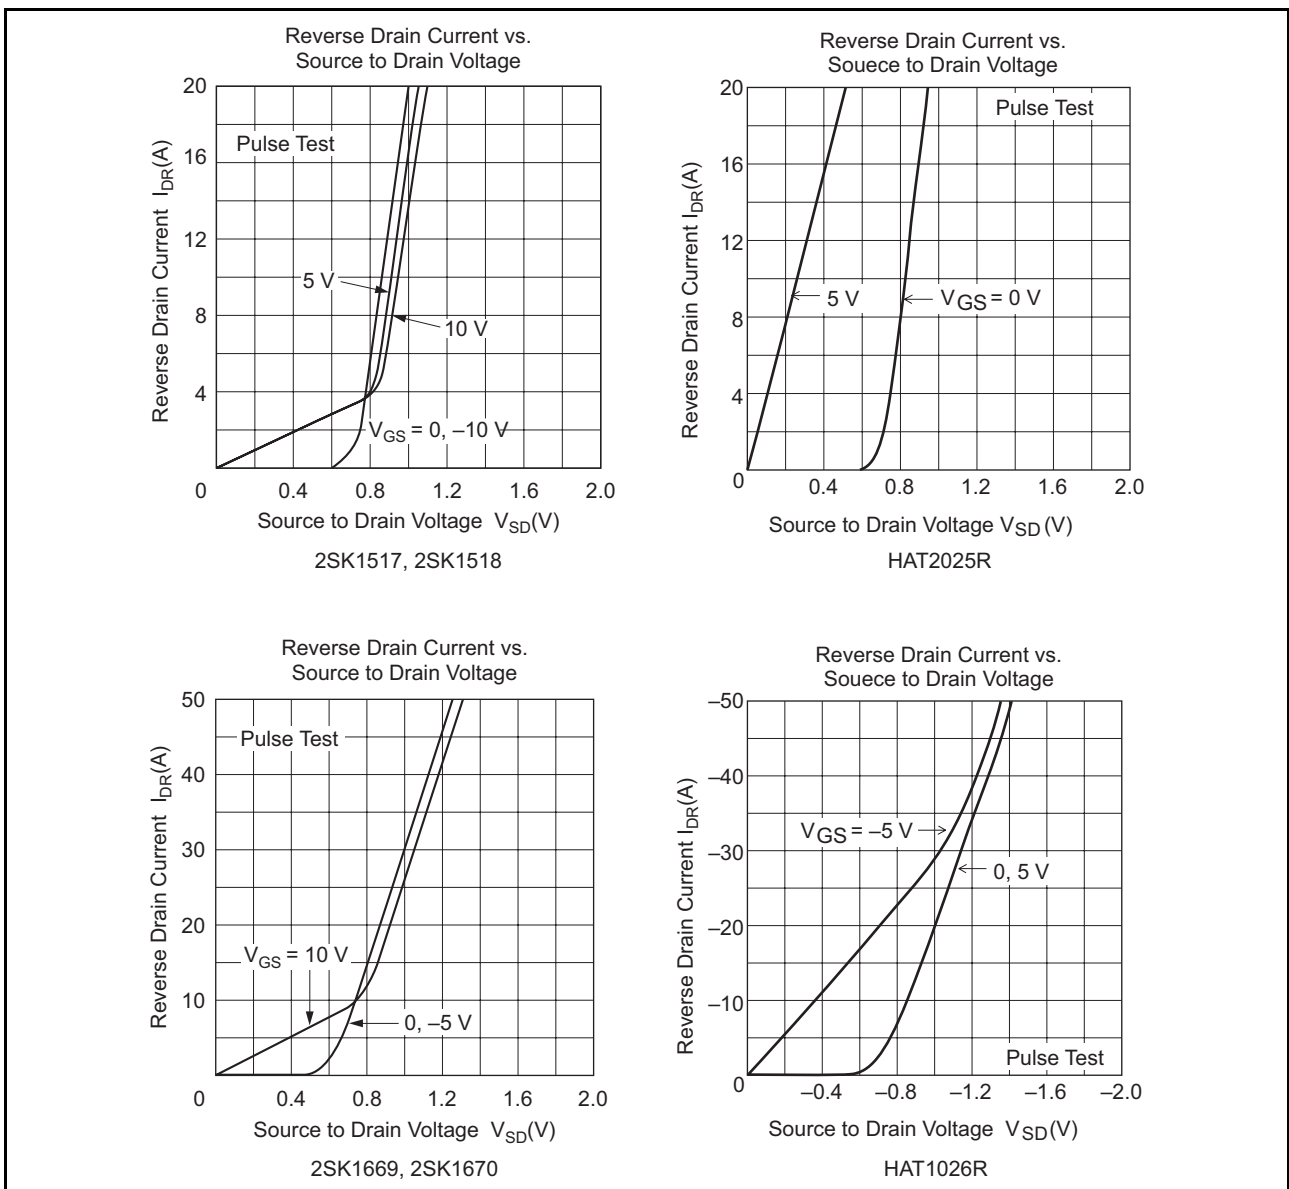 Reverse Drain Current vs.
Source to Drain Voltage
20
16
12
8
4
0
0.4
0.8
1.2
1.6
2.0
Reverse Drain Current I_DR(A)
Pulse Test
5 V
10 V
V_GS = 0, –10 V
Source to Drain Voltage V_SD(V)
2SK1517, 2SK1518
Reverse Drain Current vs.
Souece to Drain Voltage
20
16
12
8
4
0
0.4
0.8
1.2
1.6
2.0
Reverse Drain Current I_DR(A)
Pulse Test
5 V
V_GS = 0 V
Source to Drain Voltage V_SD (V)
HAT2025R
Reverse Drain Current vs.
Source to Drain Voltage
50
40
30
20
10
0
0.4
0.8
1.2
1.6
2.0
Reverse Drain Current I_DR(A)
Pulse Test
V_GS = 10 V
0, –5 V
Source to Drain Voltage V_SD(V)
2SK1669, 2SK1670
Reverse Drain Current vs.
Souece to Drain Voltage
–50
–40
–30
–20
–10
0
–0.4
–0.8
–1.2
–1.6
–2.0
Reverse Drain Current I_DR(A)
V_GS = –5 V
0, 5 V
Pulse Test
Source to Drain Voltage V_SD(V)
HAT1026R